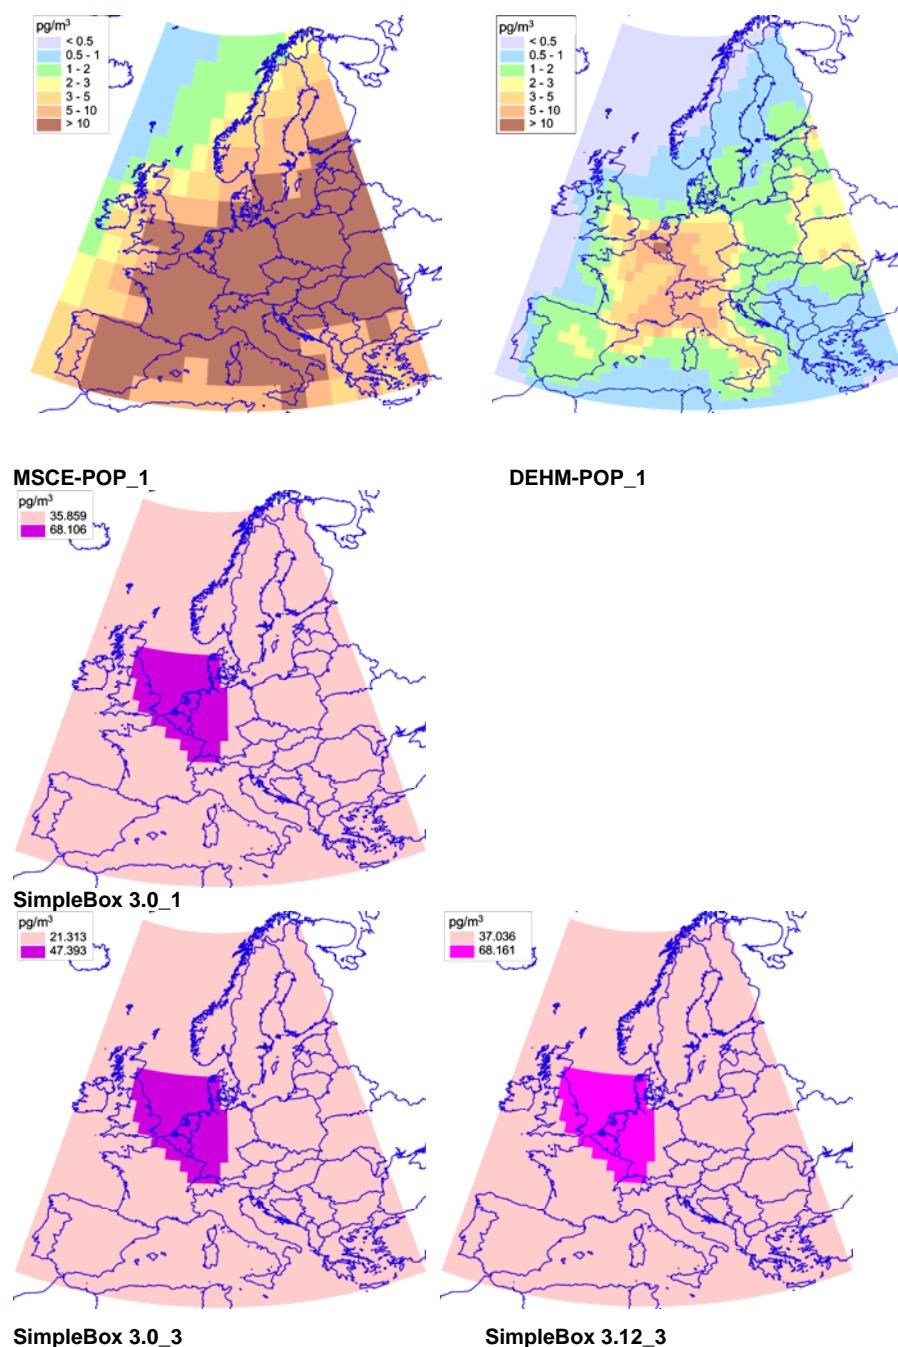 pg/m³
< 0.5
0.5 - 1
1 - 2
2 - 3
3 - 5
5 - 10
> 10
pg/m³
< 0.5
0.5 - 1
1 - 2
2 - 3
3 - 5
5 - 10
> 10
MSCE-POP_1
DEHM-POP_1
pg/m³
35.859
68.106
SimpleBox 3.0_1
pg/m³
21.313
47.393
pg/m³
37.036
68.161
SimpleBox 3.0_3
SimpleBox 3.12_3